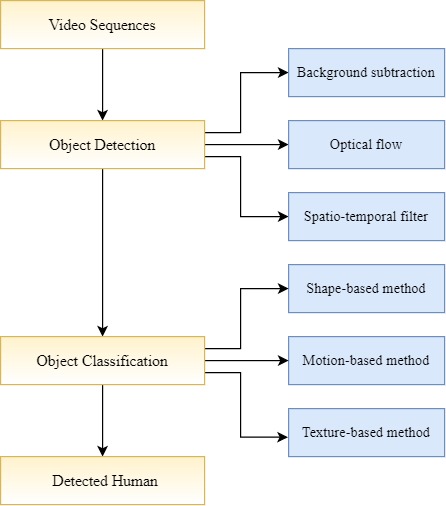 Video Sequences
Background subtraction
Object Detection
Optical flow
Spatio-temporal filter
Shape-based method
Object Classification
Motion-based method
Texture-based method
Detected Human